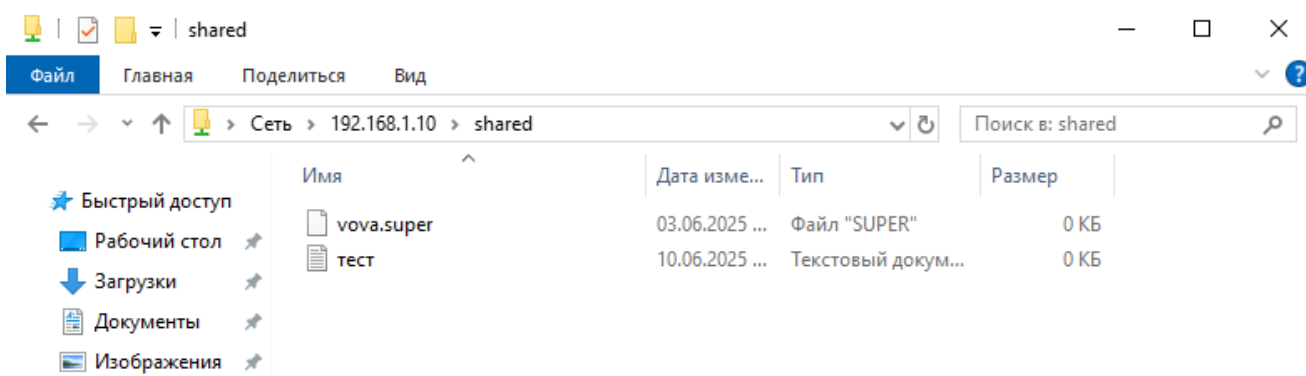 shared
Файл Главная Поделиться Вид ?
Сеть > 192.168.1.10 > shared Поиск в: shared
Имя Дата изме... Тип Размер
Быстрый доступ
vova.super 03.06.2025 ... Файл "SUPER" 0 КБ
Рабочий стол
тест 10.06.2025 ... Текстовый докум... 0 КБ
Загрузки
Документы
Изображения